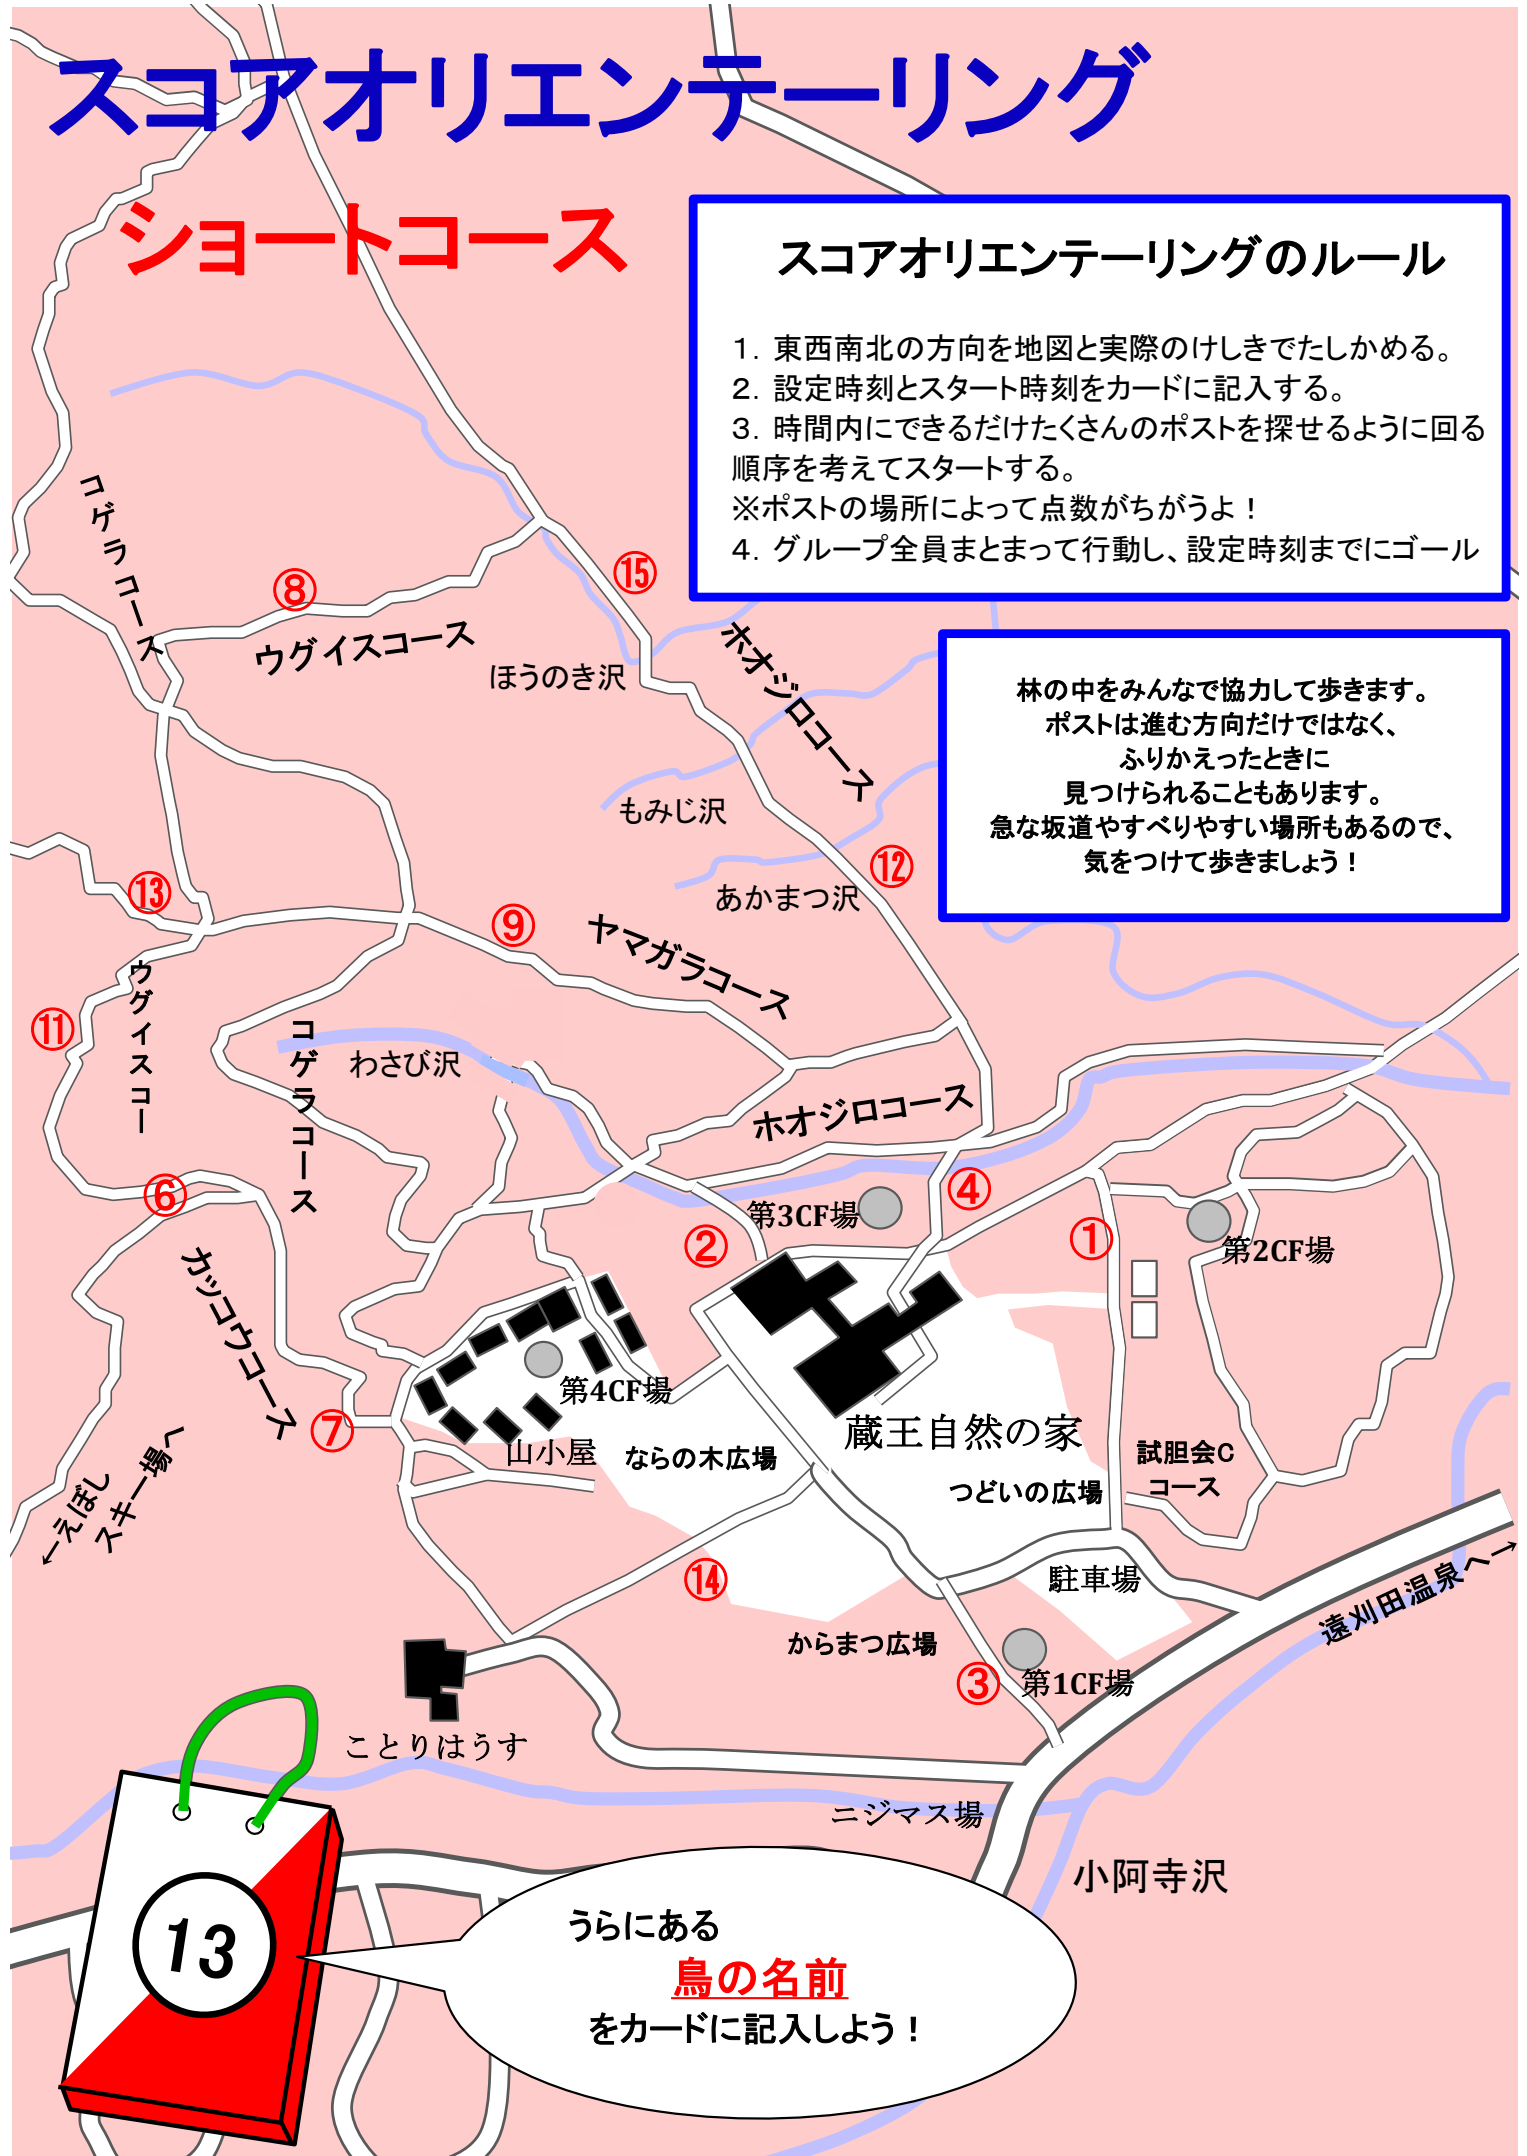 スコアオリエンテーリング
ショートコース
スコアオリエンテーリングのルール
1．東西南北の方向を地図と実際のけしきでたしかめる。
2．設定時刻とスタート時刻をカードに記入する。
3．時間内にできるだけたくさんのポストを探せるように回る
順序を考えてスタートする。
※ポストの場所によって点数がちがうよ！
4．グループ全員まとまって行動し、設定時刻までにゴール
林の中をみんなで協力して歩きます。
ポストは進む方向だけではなく、
ふりかえったときに
見つけられることもあります。
急な坂道やすべりやすい場所もあるので、
気をつけて歩きましょう！
コゲラコース
⑧
⑮
ウグイスコース
ほうのき沢
ホオジロコース
もみじ沢
⑫
あかまつ沢
⑬
⑨
ヤマガラコース
ウグイスコー
⑪
コゲラコース
わさび沢
ホオジロコース
⑥
④
第3CF場
②
①
第2CF場
カッコウコース
第4CF場
⑦
山小屋
ならの木広場
蔵王自然の家
つどいの広場
試胆会C
コース
←えぼし
スキー場へ
⑭
駐車場
遠刈田温泉へ→
からまつ広場
③
第1CF場
ことりはうす
ニジマス場
小阿寺沢
13
うらにある
鳥の名前
をカードに記入しよう！